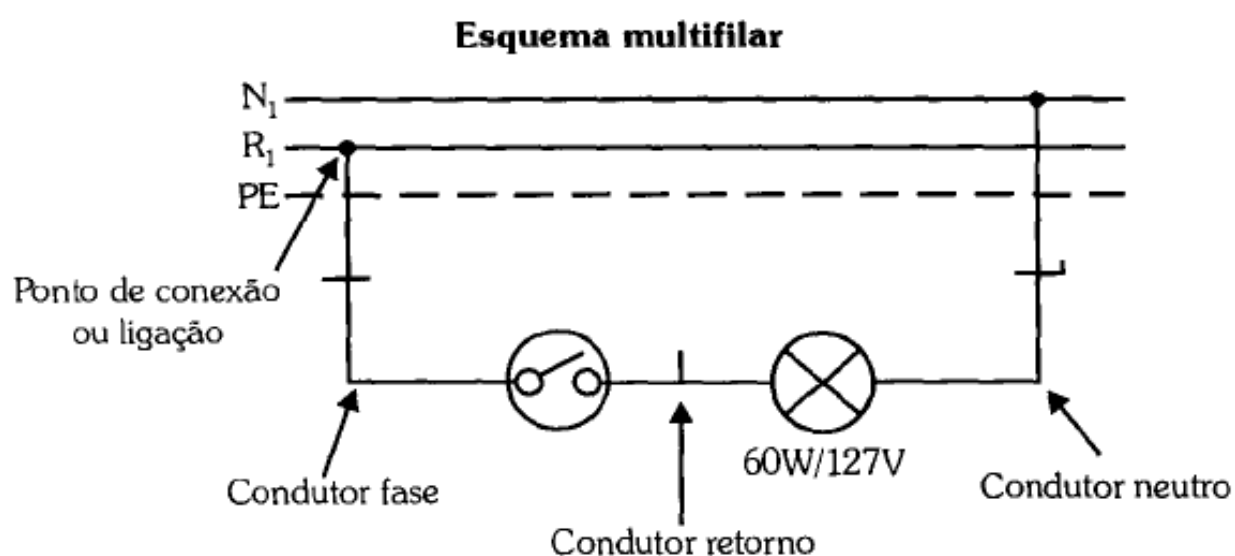 Esquema multifilar
N₁
R₁
PE
Ponto de conexão
ou ligação
60W/127V
Condutor fase
Condutor neutro
Condutor retorno